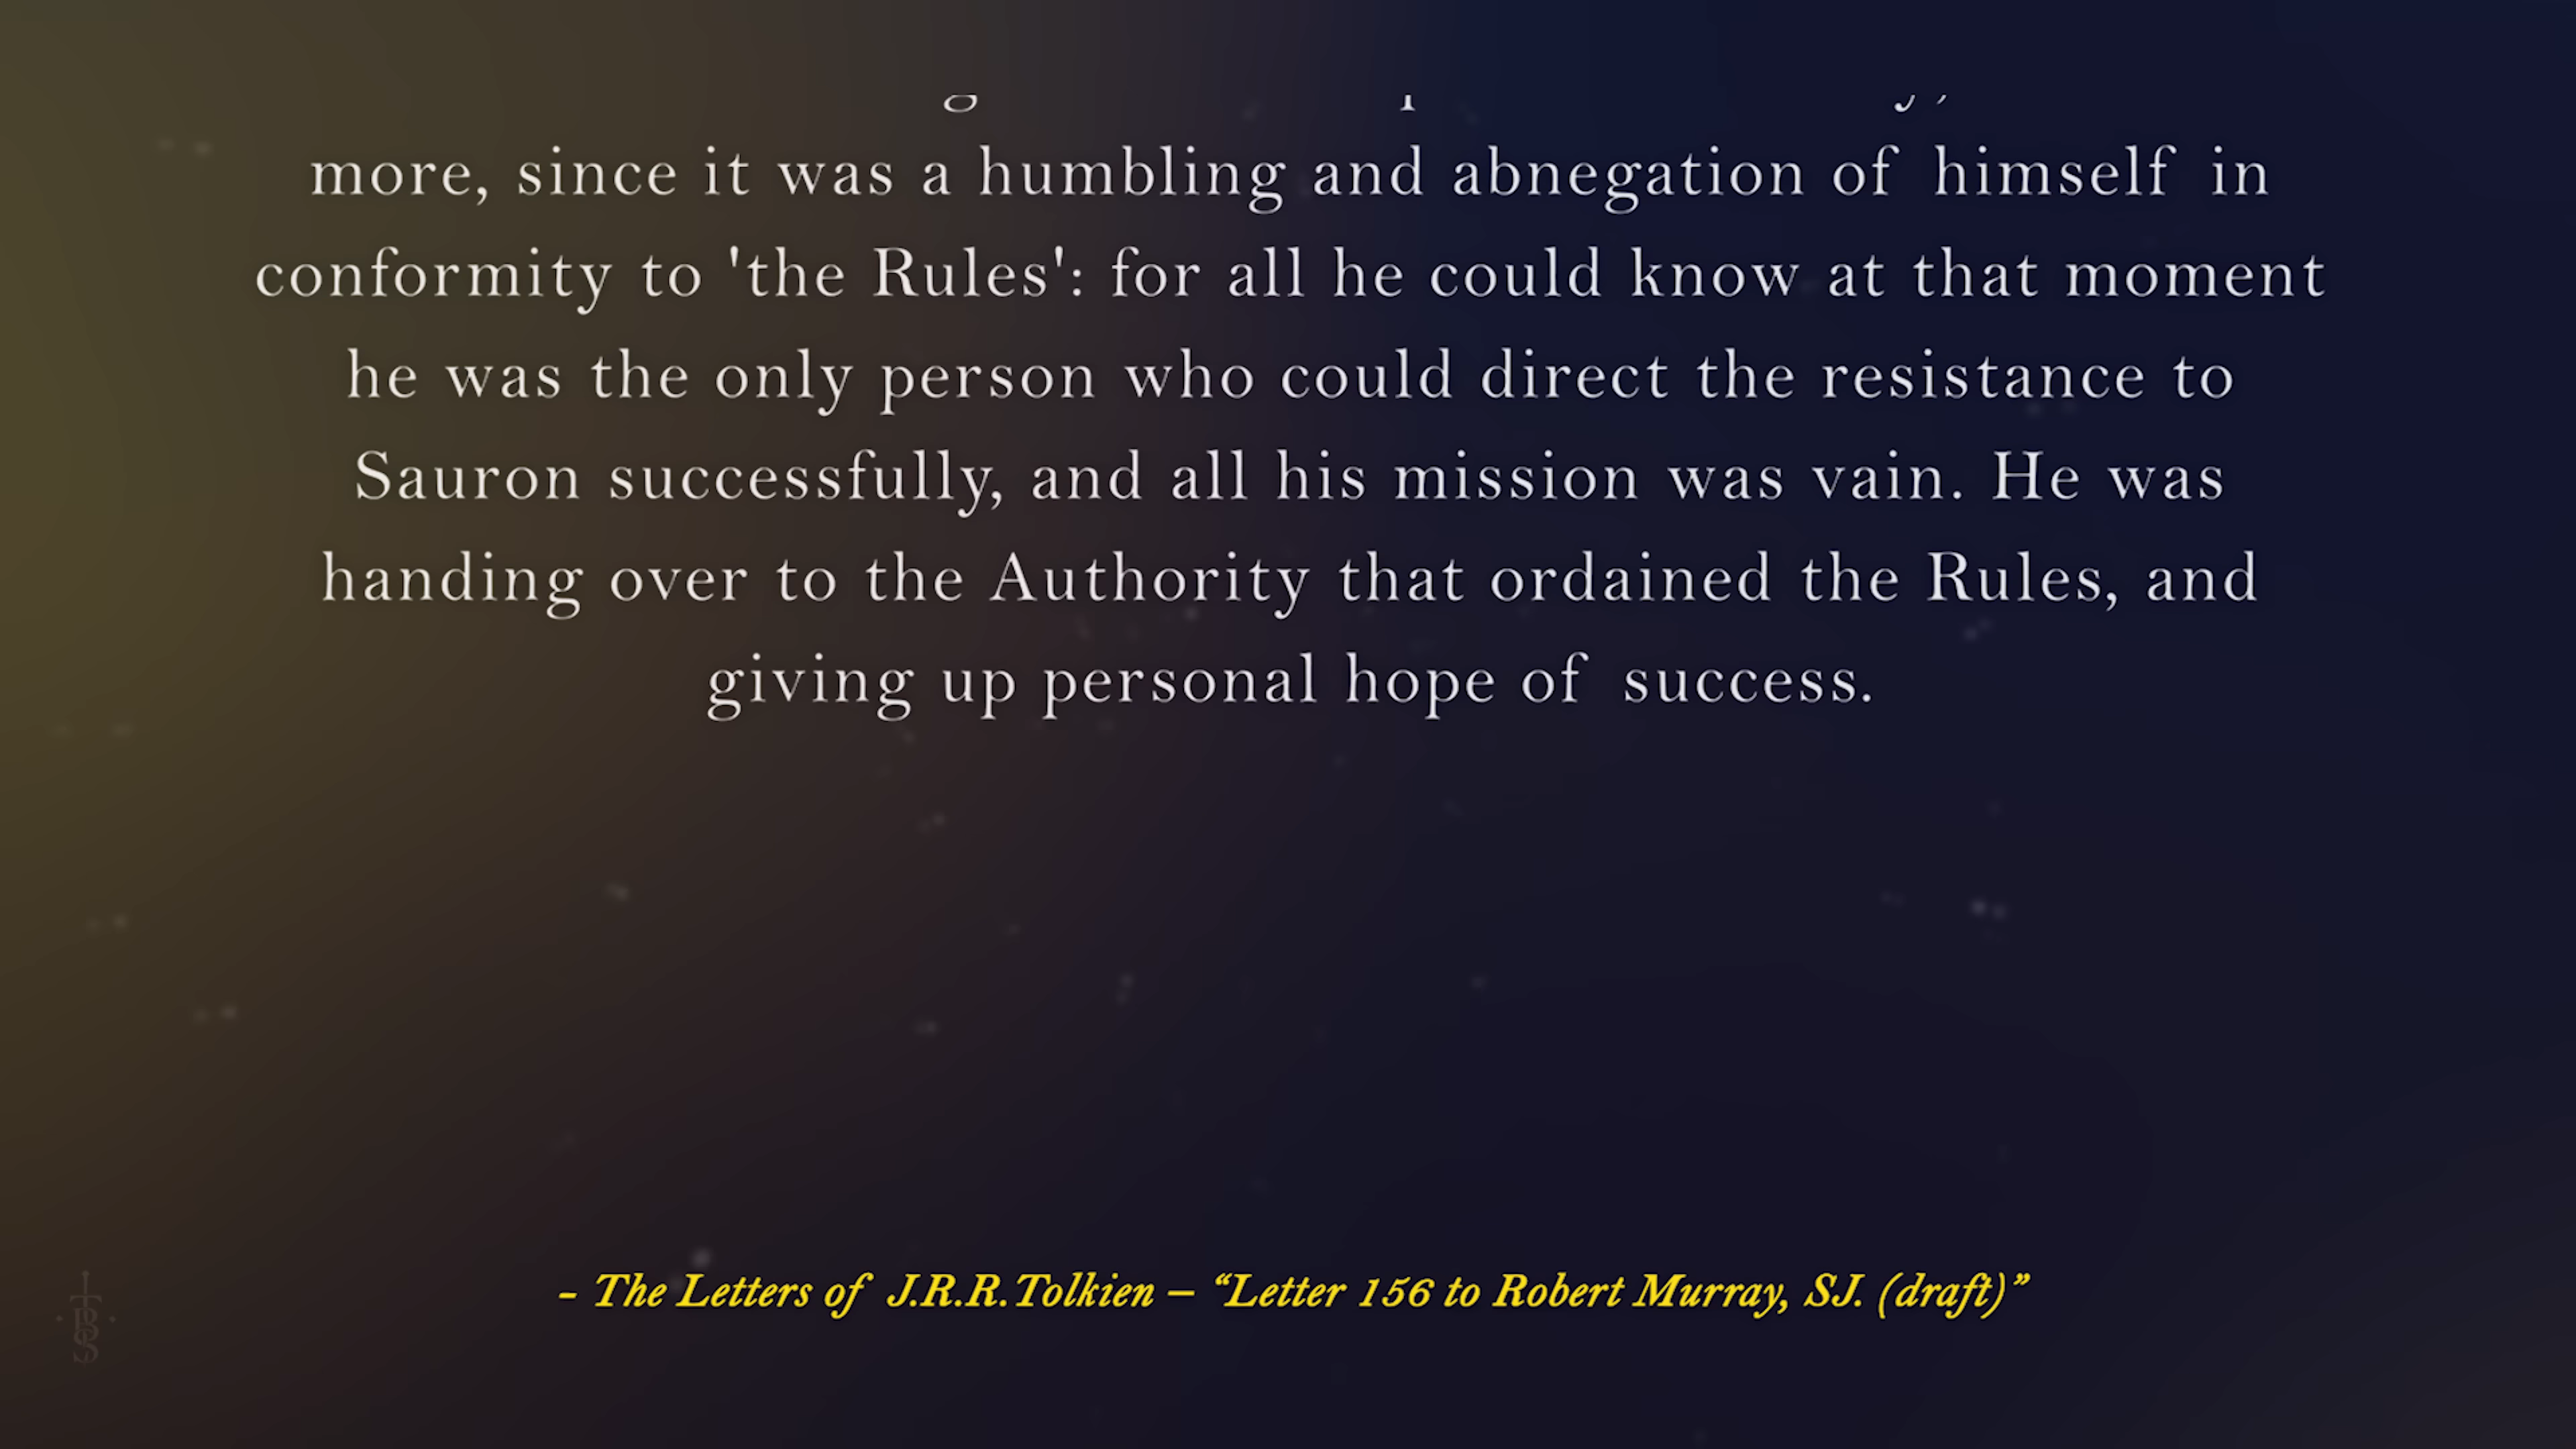 more, since it was a humbling and abnegation of himself in
conformity to 'the Rules': for all he could know at that moment
he was the only person who could direct the resistance to
Sauron successfully, and all his mission was vain. He was
handing over to the Authority that ordained the Rules, and
giving up personal hope of success.
- The Letters of J.R.R.Tolkien – “Letter 156 to Robert Murray, SJ. (draft)”